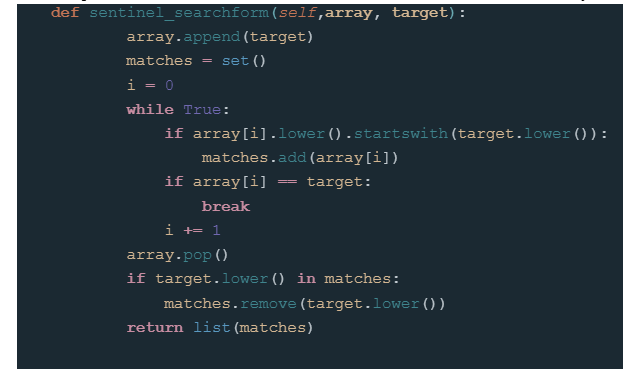 def sentinel_searchform(self,array, target):
array.append(target)
matches = set()
i = 0
while True:
if array[i].lower().startswith(target.lower()):
matches.add(array[i])
if array[i] == target:
break
i += 1
array.pop()
if target.lower() in matches:
matches.remove(target.lower())
return list(matches)